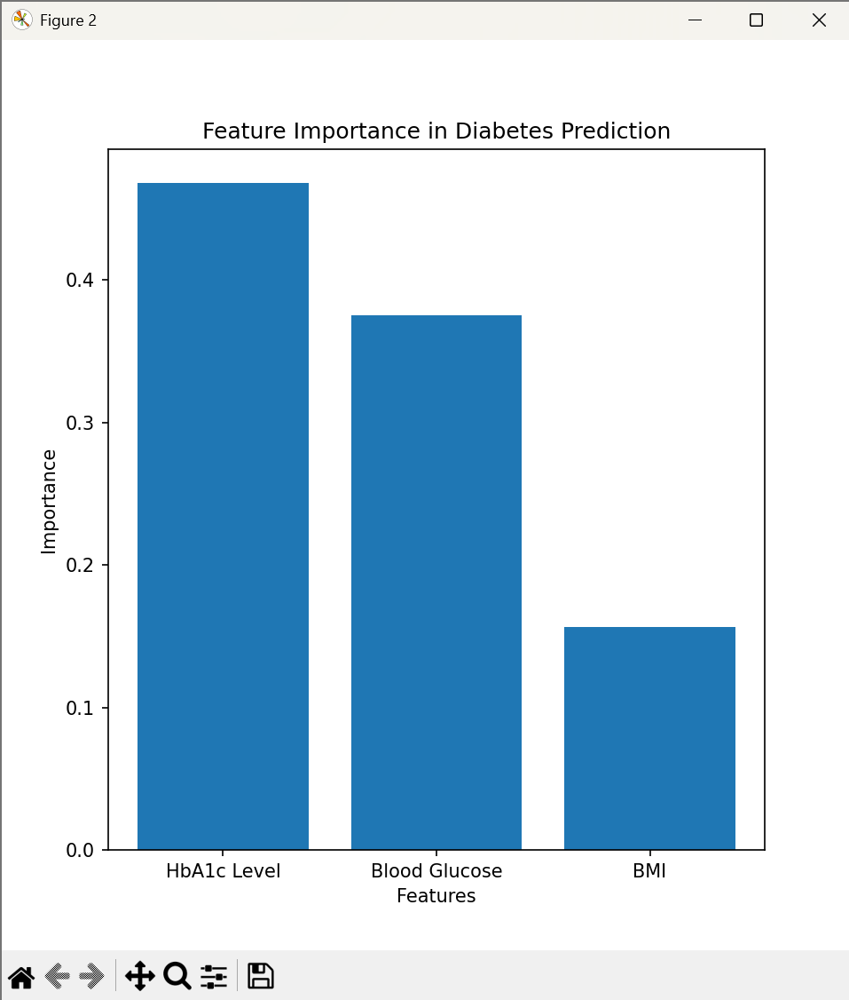 Figure 2
Feature Importance in Diabetes Prediction
0.4
0.3
0.2
0.1
0.0
Importance
HbA1c Level Blood Glucose BMI
Features